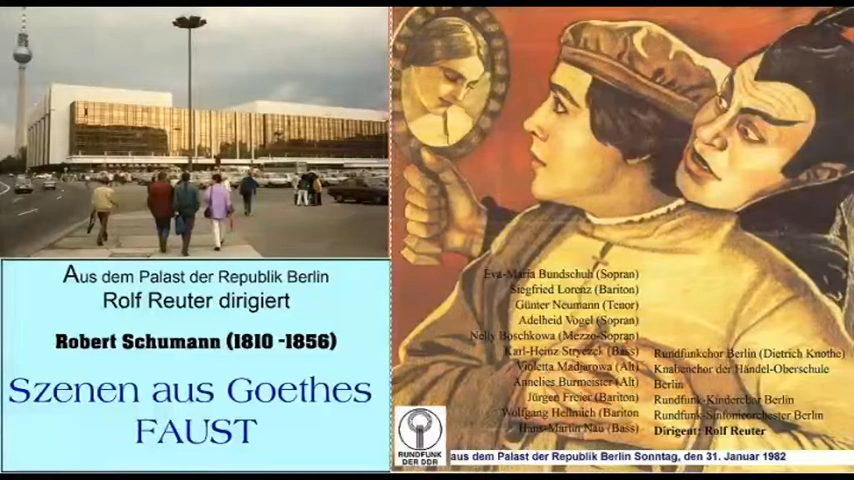 Aus dem Palast der Republik Berlin
Rolf Reuter dirigiert
Robert Schumann (1810 -1856)
Szenen aus Goethes
FAUST
Eva-Maria Bundschuh (Sopran)
Siegfried Lorenz (Bariton)
Günter Neumann (Tenor)
Adelheid Vogel (Sopran)
Nelly Boschkowa (Mezzo-Sopran)
Karl-Heinz Stryczek (Bass)
Violetta Madjarowa (Alt)
Annelies Burmeister (Alt)
Jürgen Freier (Bariton)
Wolfgang Hellmich (Bariton
Hans-Martin Nau (Bass)
Rundfunkchor Berlin (Dietrich Knothe)
Knabenchor der Händel-Oberschule
Berlin
Rundfunk-Kinderchor Berlin
Rundfunk-Sinfonieorchester Berlin
Dirigent: Rolf Reuter
RUNDFUNK
DER DDR
aus dem Palast der Republik Berlin Sonntag, den 31. Januar 1982